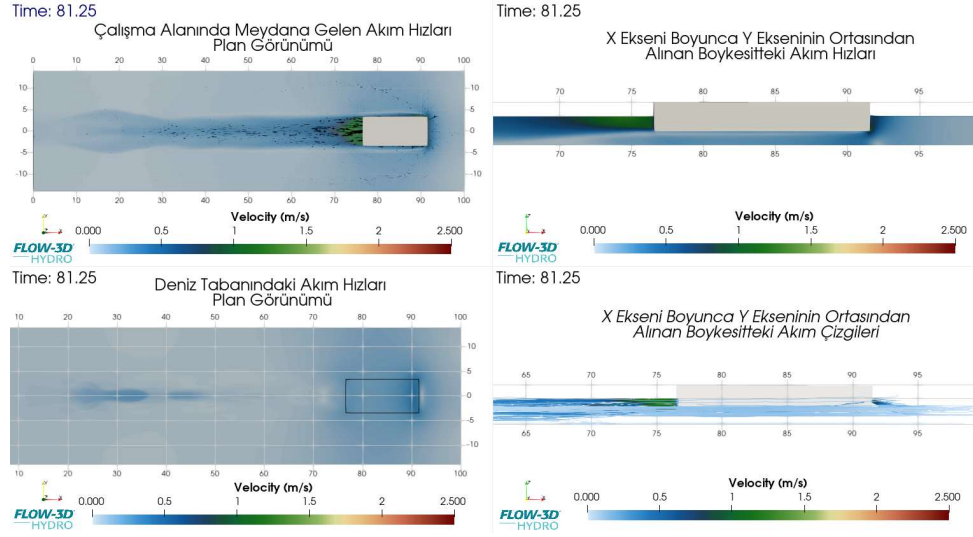 Time: 81.25
Çalışma Alanında Meydana Gelen Akım Hızları
Plan Görünümü
0 10 20 30 40 50 60 70 80 90 100
10 10
5 5
0 0
-5 -5
-10 -10
0 10 20 30 40 50 60 70 80 90 100
Velocity (m/s)
0.000 0.5 1 1.5 2 2.500
FLOW-3D
HYDRO
Time: 81.25
X Ekseni Boyunca Y Ekseninin Ortasından
Alınan Boykesitteki Akım Hızları
70 80 90 95
70 80 85 90 95
Velocity (m/s)
0.000 0.5 1 1.5 2 2.500
FLOW-3D
HYDRO
Time: 81.25
Deniz Tabanındaki Akım Hızları
Plan Görünümü
10 20 30 40 50 60 70 80 90 100
10
5
0
-5
-10
10 20 30 40 50 60 70 80 90 100
Velocity (m/s)
0.000 0.5 1 1.5 2 2.500
FLOW-3D
HYDRO
Time: 81.25
X Ekseni Boyunca Y Ekseninin Ortasından
Alınan Boykesitteki Akım Çizgileri
65 70 75 80 85 90 95
65 70 75 80 85 90 95
Velocity (m/s)
0.000 0.5 1 1.5 2 2.500
FLOW-3D
HYDRO